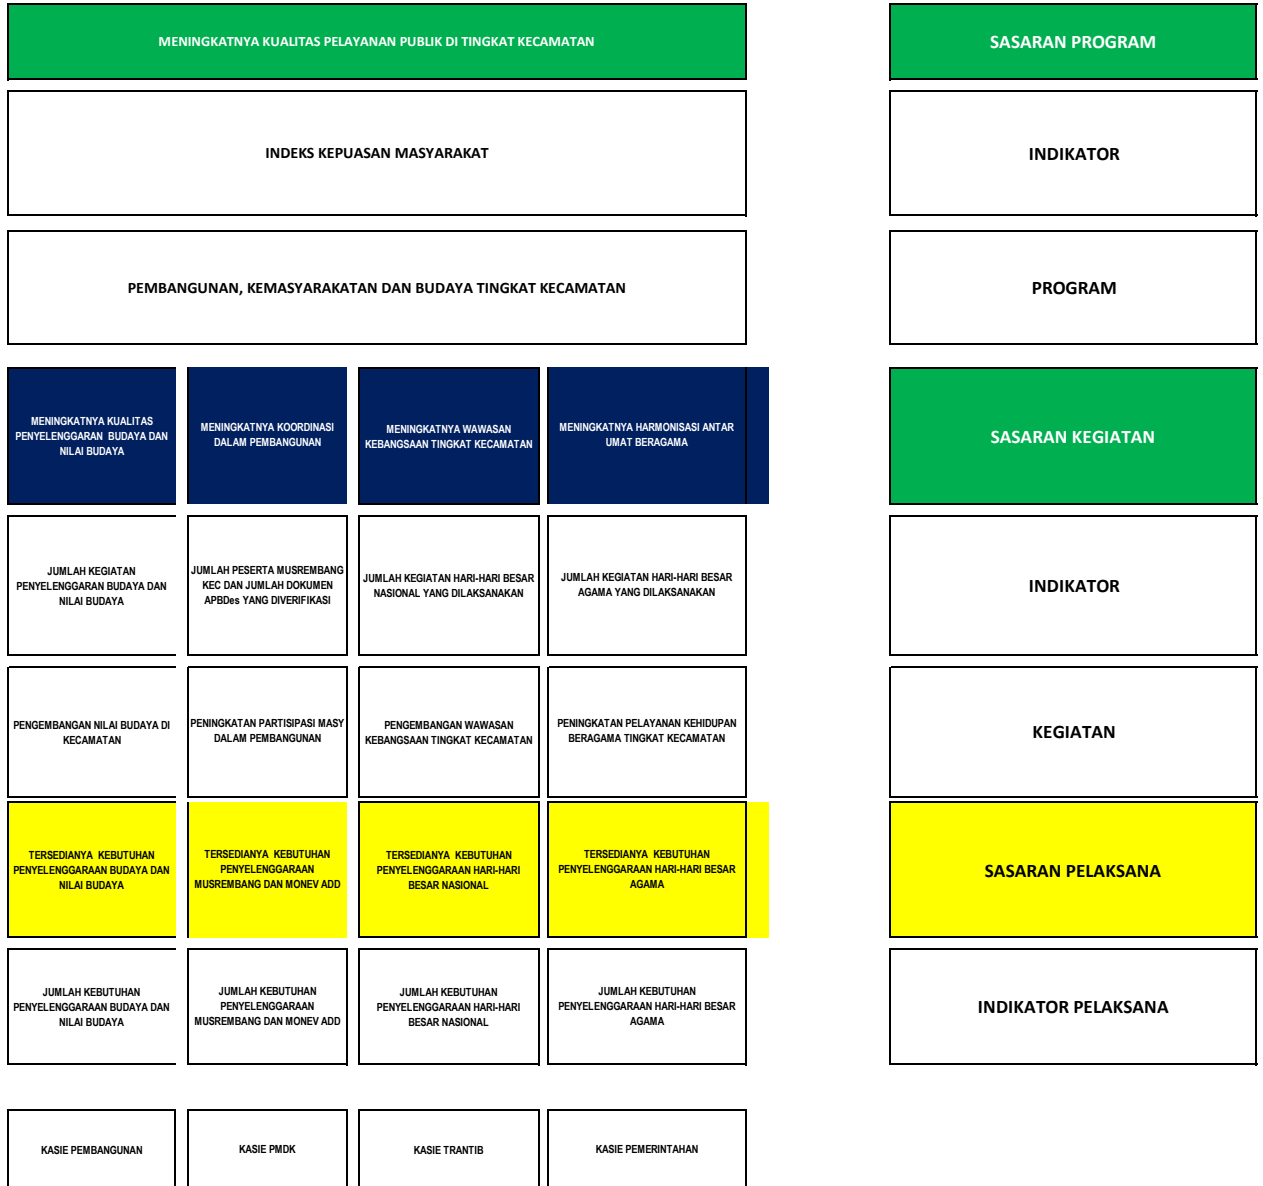 MENINGKATNYA KUALITAS PELAYANAN PUBLIK DI TINGKAT KECAMATAN
SASARAN PROGRAM
INDEKS KEPUASAN MASYARAKAT
INDIKATOR
PEMBANGUNAN, KEMASYARAKATAN DAN BUDAYA TINGKAT KECAMATAN
PROGRAM
MENINGKATNYA KUALITAS
PENYELENGGARAN BUDAYA DAN
NILAI BUDAYA
MENINGKATNYA KOORDINASI
DALAM PEMBANGUNAN
MENINGKATNYA WAWASAN
KEBANGSAAN TINGKAT KECAMATAN
MENINGKATNYA HARMONISASI ANTAR
UMAT BERAGAMA
SASARAN KEGIATAN
JUMLAH KEGIATAN
PENYELENGGARAN BUDAYA DAN
NILAI BUDAYA
JUMLAH PESERTA MUSREMBANG
KEC DAN JUMLAH DOKUMEN
APBDes YANG DIVERIFIKASI
JUMLAH KEGIATAN HARI-HARI BESAR
NASIONAL YANG DILAKSANAKAN
JUMLAH KEGIATAN HARI-HARI BESAR
AGAMA YANG DILAKSANAKAN
INDIKATOR
PENGEMBANGAN NILAI BUDAYA DI
KECAMATAN
PENINGKATAN PARTISIPASI MASY
DALAM PEMBANGUNAN
PENGEMBANGAN WAWASAN
KEBANGSAAN TINGKAT KECAMATAN
PENINGKATAN PELAYANAN KEHIDUPAN
BERAGAMA TINGKAT KECAMATAN
KEGIATAN
TERSEDIANYA KEBUTUHAN
PENYELENGGARAAN BUDAYA DAN
NILAI BUDAYA
TERSEDIANYA KEBUTUHAN
PENYELENGGARAAN
MUSREMBANG DAN MONEV ADD
TERSEDIANYA KEBUTUHAN
PENYELENGGARAAN HARI-HARI
BESAR NASIONAL
TERSEDIANYA KEBUTUHAN
PENYELENGGARAAN HARI-HARI BESAR
AGAMA
SASARAN PELAKSANA
JUMLAH KEBUTUHAN
PENYELENGGARAAN BUDAYA DAN
NILAI BUDAYA
JUMLAH KEBUTUHAN
PENYELENGGARAAN
MUSREMBANG DAN MONEV ADD
JUMLAH KEBUTUHAN
PENYELENGGARAAN HARI-HARI
BESAR NASIONAL
JUMLAH KEBUTUHAN
PENYELENGGARAAN HARI-HARI BESAR
AGAMA
INDIKATOR PELAKSANA
KASIE PEMBANGUNAN
KASIE PMDK
KASIE TRANTIB
KASIE PEMERINTAHAN